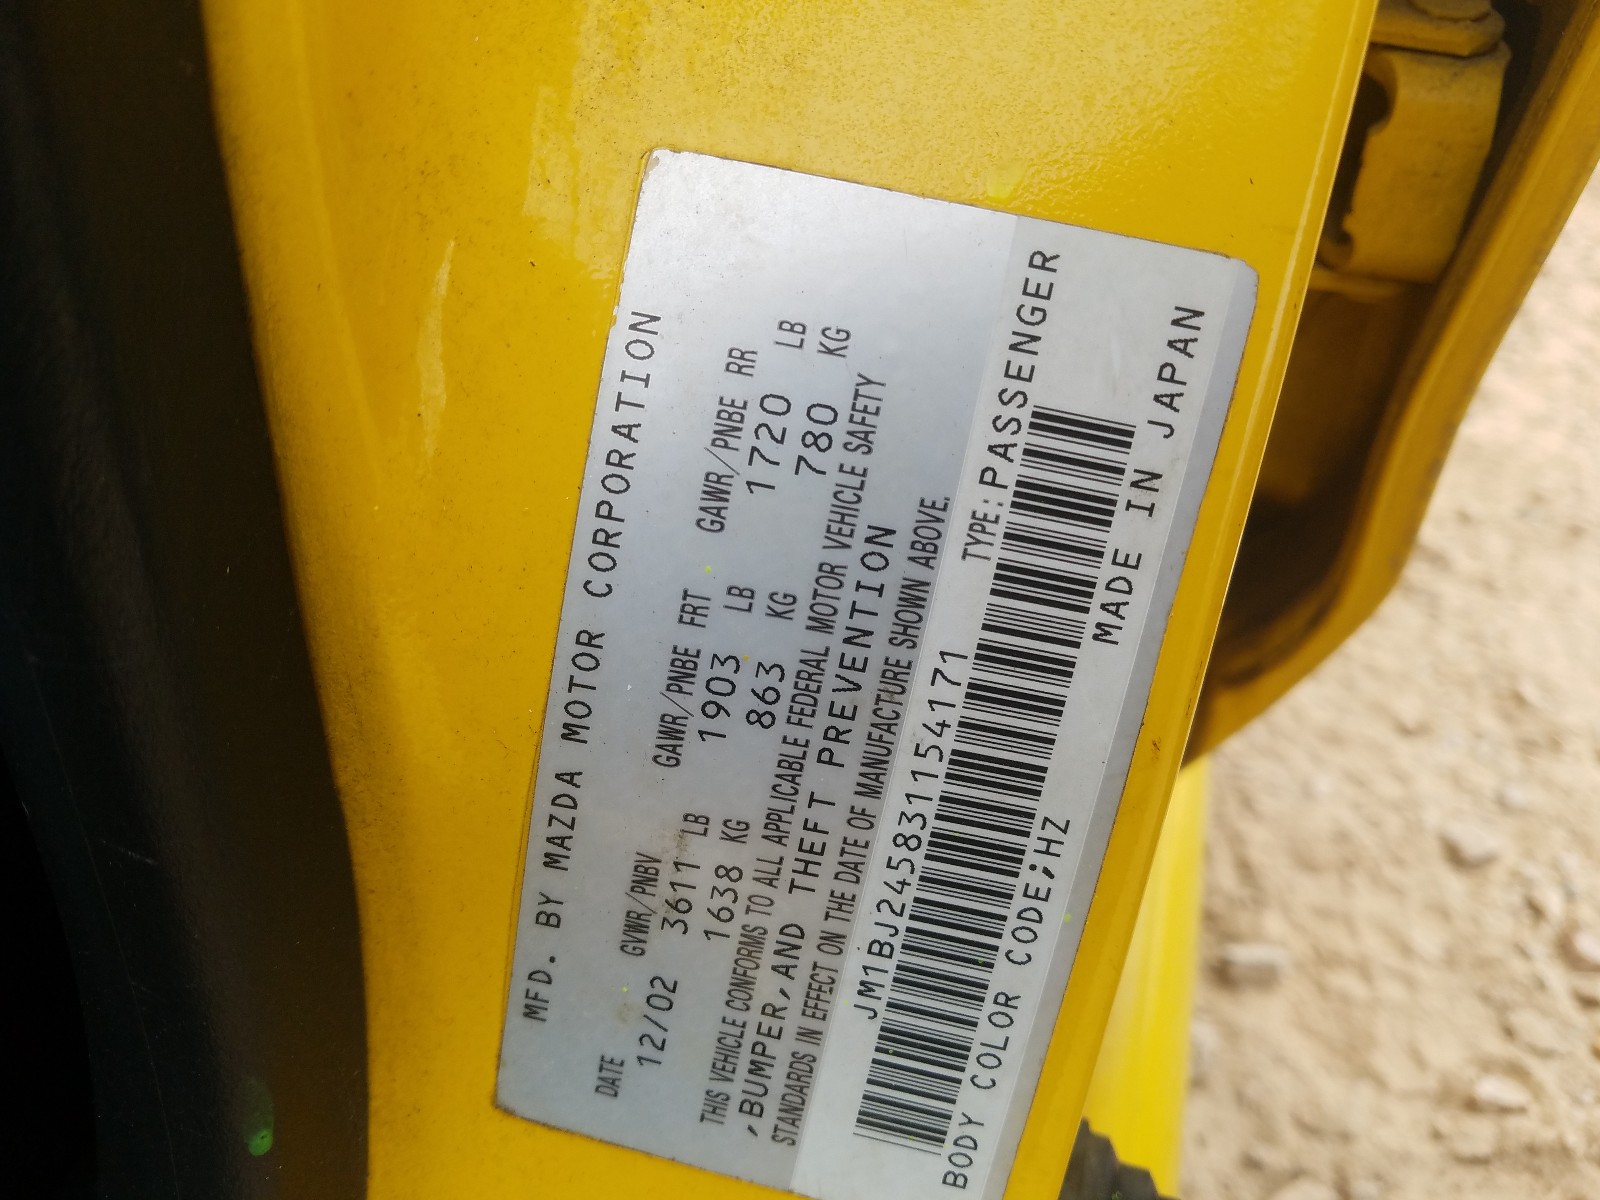 MFD. BY MAZDA MOTOR CORPORATION
DATE GVWR/PNBV GAWR/PNBE FRT GAWR/PNBE RR
12/02 3611 LB 1903 LB 1720 LB
1638 KG 863 KG 780 KG
THIS VEHICLE CONFORMS TO ALL APPLICABLE FEDERAL MOTOR VEHICLE SAFETY
,BUMPER,AND THEFT PREVENTION
STANDARDS IN EFFECT ON THE DATE OF MANUFACTURE SHOWN ABOVE.
JM1BJ245831154171 TYPE:PASSENGER
BODY COLOR CODE;HZ MADE IN JAPAN